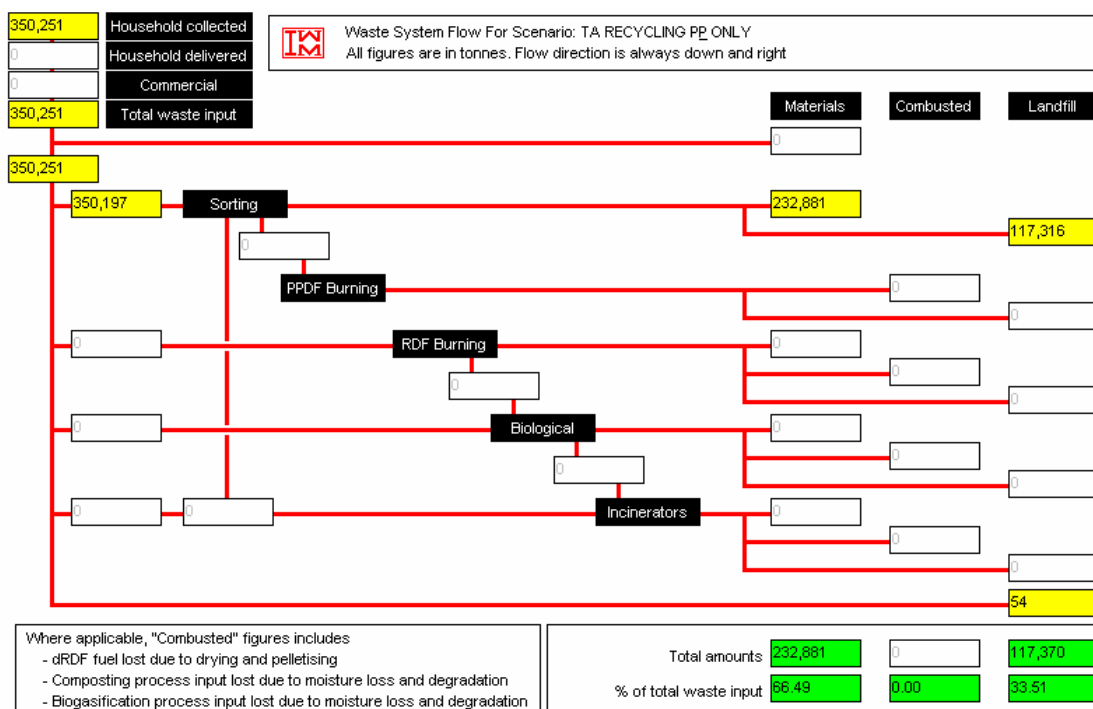 350,251 Household collected
0 Household delivered
0 Commercial
350,251 Total waste input
IWM
Waste System Flow For Scenario: TA RECYCLING PP ONLY
All figures are in tonnes. Flow direction is always down and right
Materials Combusted Landfill
0
350,251
350,197 Sorting 232,881
117,316
0
PPDF Burning 0
0
0 RDF Burning 0
0
0
0
0 Biological 0
0
0
0
0 0 Incinerators 0
0
0
54
Where applicable, "Combusted" figures includes
- dRDF fuel lost due to drying and pelletising
- Composting process input lost due to moisture loss and degradation
- Biogasification process input lost due to moisture loss and degradation
Total amounts 232,881 0 117,370
% of total waste input 66.49 0.00 33.51